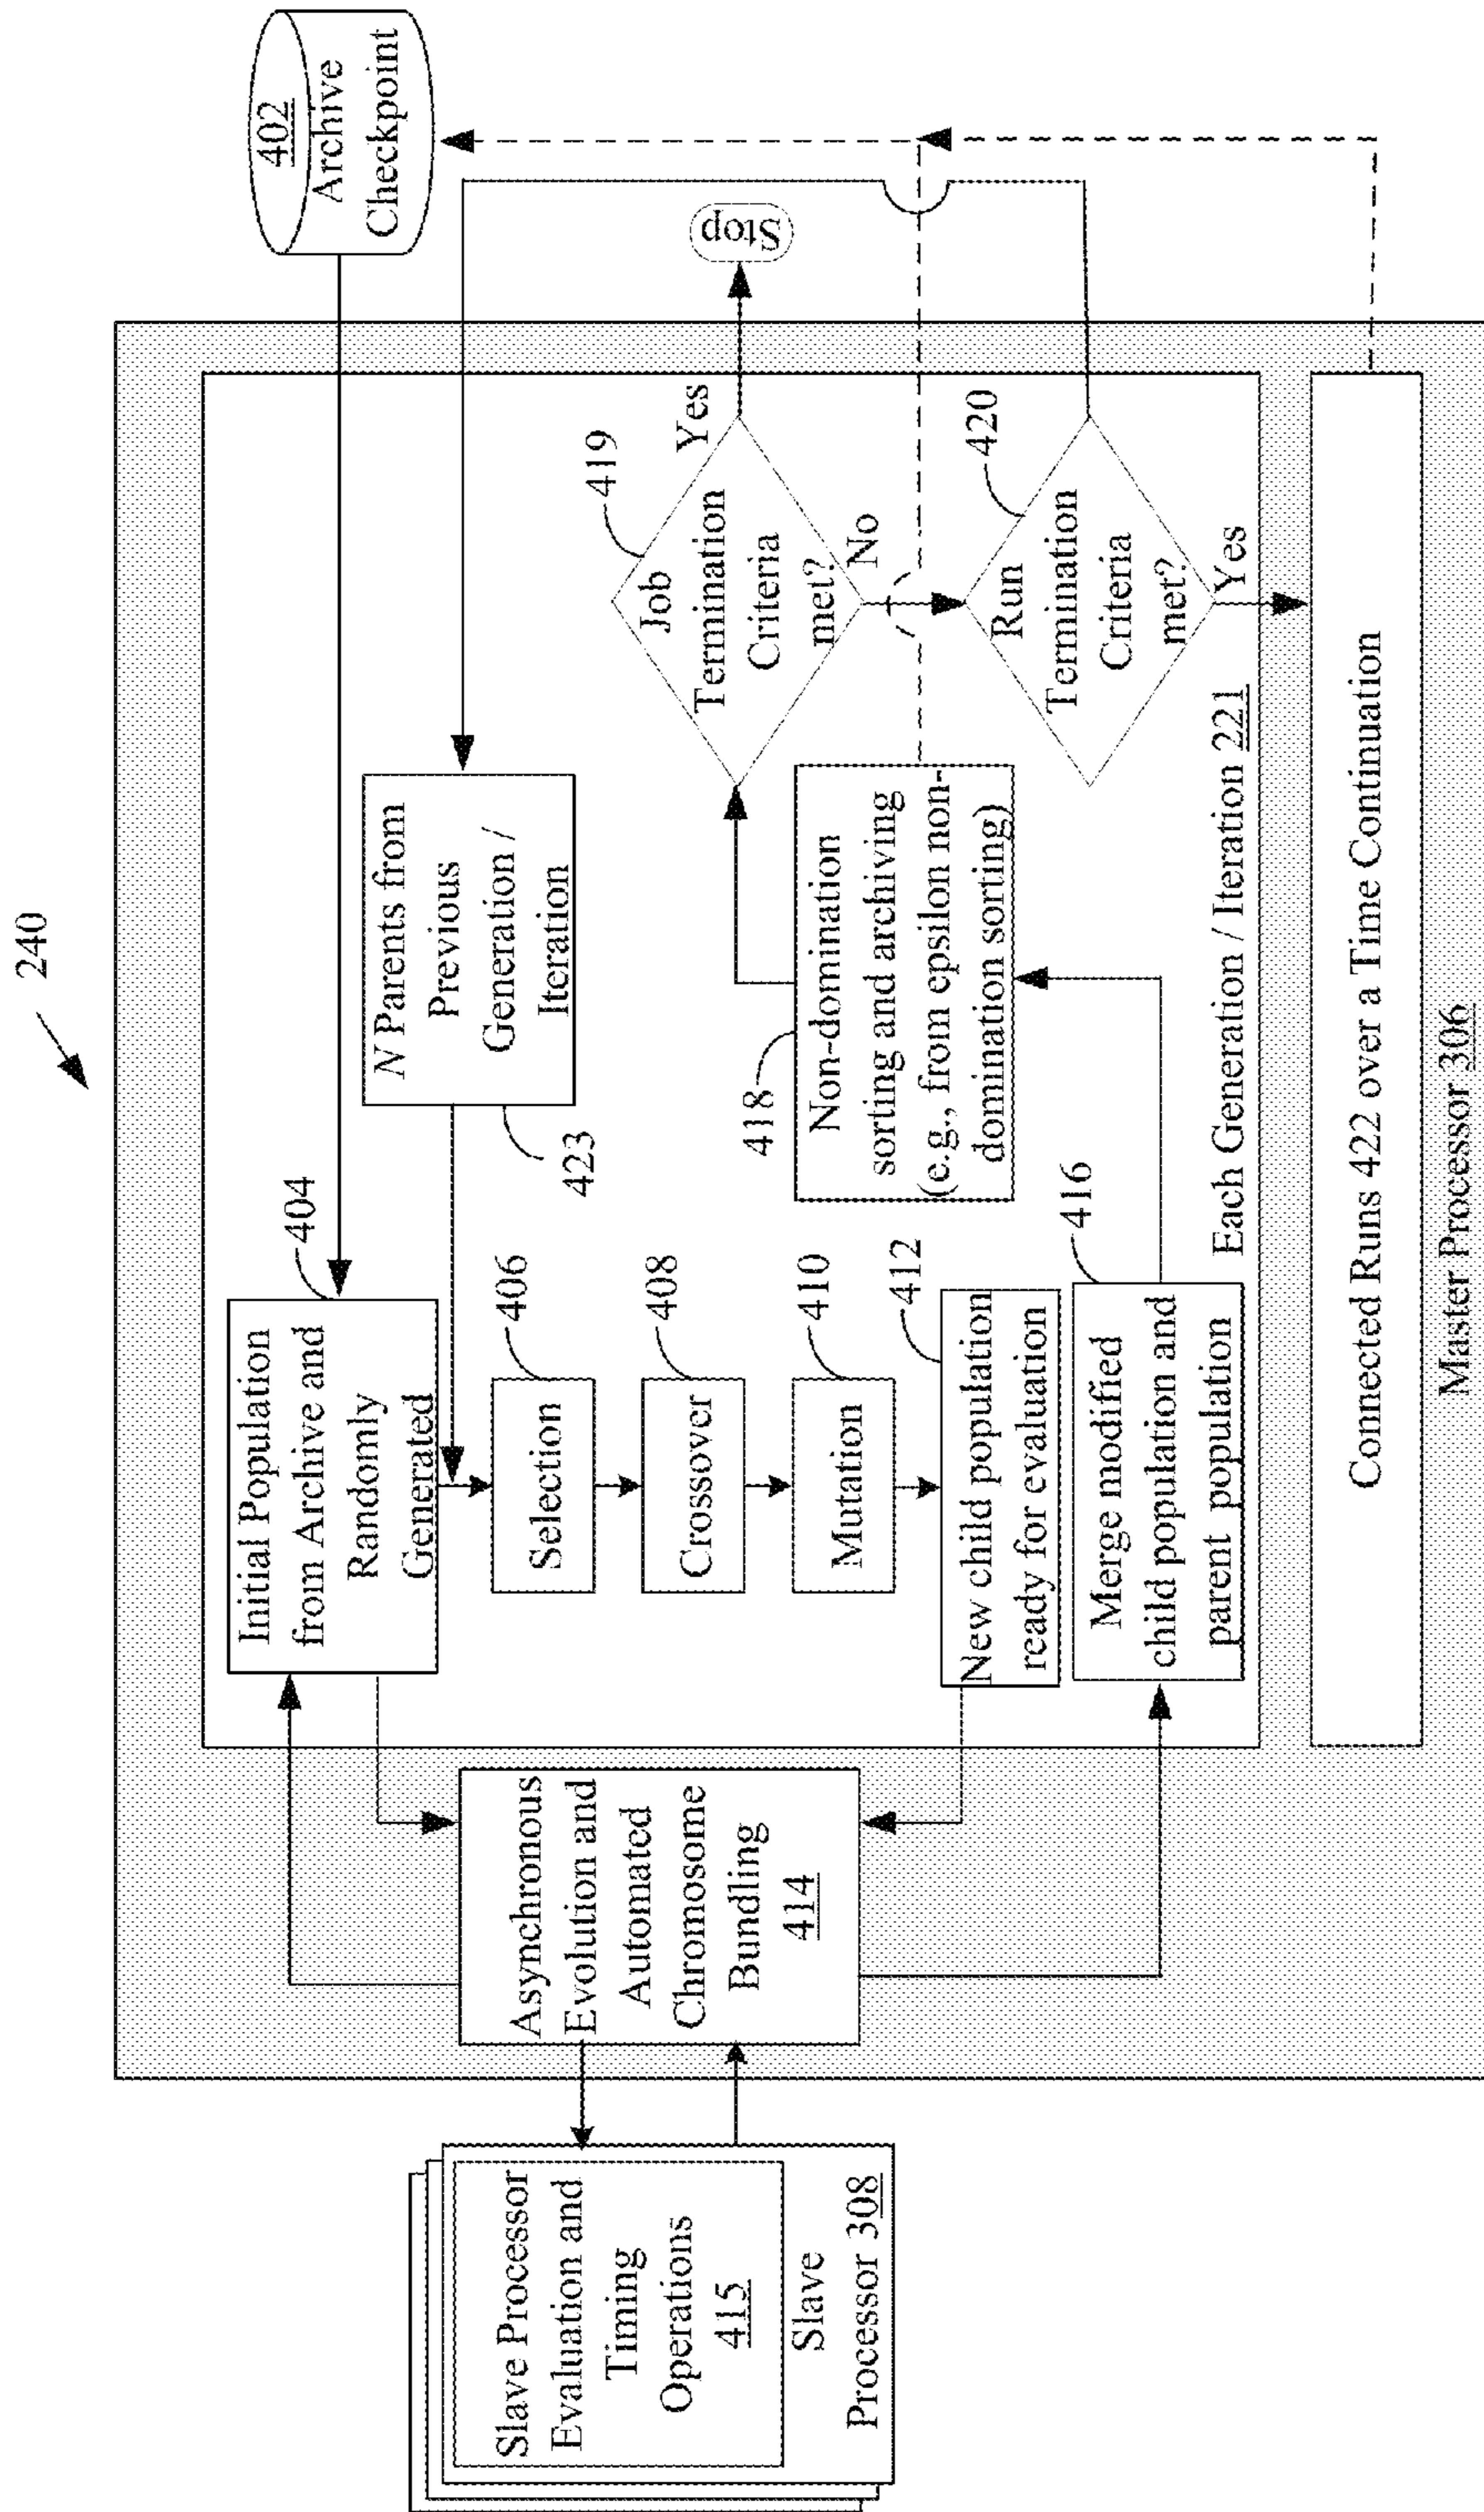 240
402
Archive
Checkpoint
404
Initial Population
from Archive and
Randomly
Generated
N Parents from
Previous
Generation /
Iteration
423
Selection
406
Crossover
408
Mutation
410
New child population
ready for evaluation
412
Merge modified
child population and
parent population
416
Non-domination
sorting and archiving
(e.g., from epsilon non-
domination sorting)
418
Job
Termination
Criteria
met?
419
Yes
Stop
No
Run
Termination
Criteria
met?
420
Yes
Each Generation / Iteration 221
Connected Runs 422 over a Time Continuation
Master Processor 306
Asynchronous
Evolution and
Automated
Chromosome
Bundling
414
Slave Processor
Evaluation and
Timing
Operations
415
Slave
Processor 308